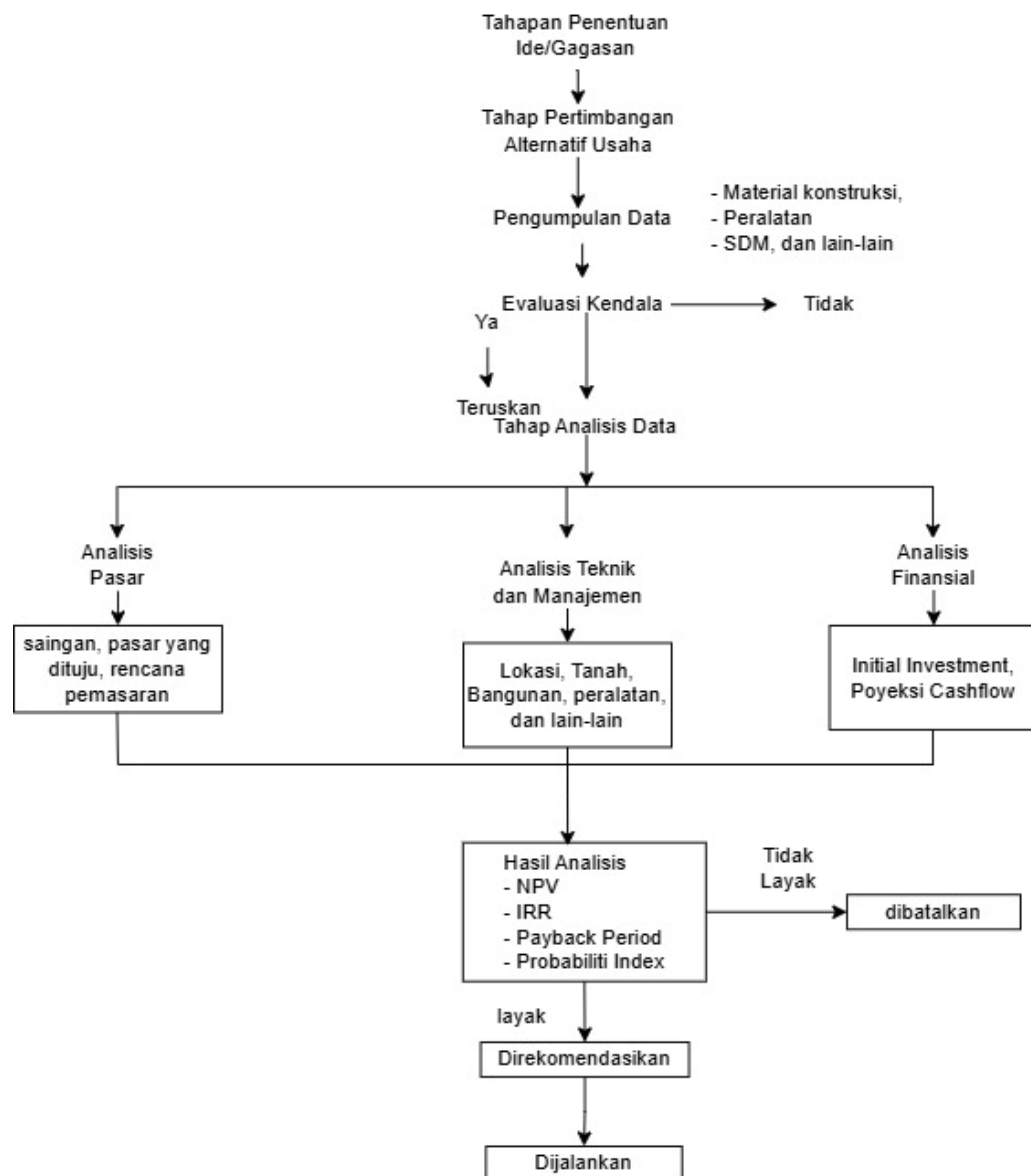 Tahapan Penentuan
Ide/Gagasan
Tahap Pertimbangan
Alternatif Usaha
Pengumpulan Data
- Material konstruksi,
- Peralatan
- SDM, dan lain-lain
Evaluasi Kendala
Tidak
Ya
Teruskan
Tahap Analisis Data
Analisis
Pasar
saingan, pasar yang
dituju, rencana
pemasaran
Analisis Teknik
dan Manajemen
Lokasi, Tanah,
Bangunan, peralatan,
dan lain-lain
Analisis
Finansial
Initial Investment,
Poyeksi Cashflow
Hasil Analisis
- NPV
- IRR
- Payback Period
- Probabiliti Index
Tidak
Layak
dibatalkan
layak
Direkomendasikan
Dijalankan